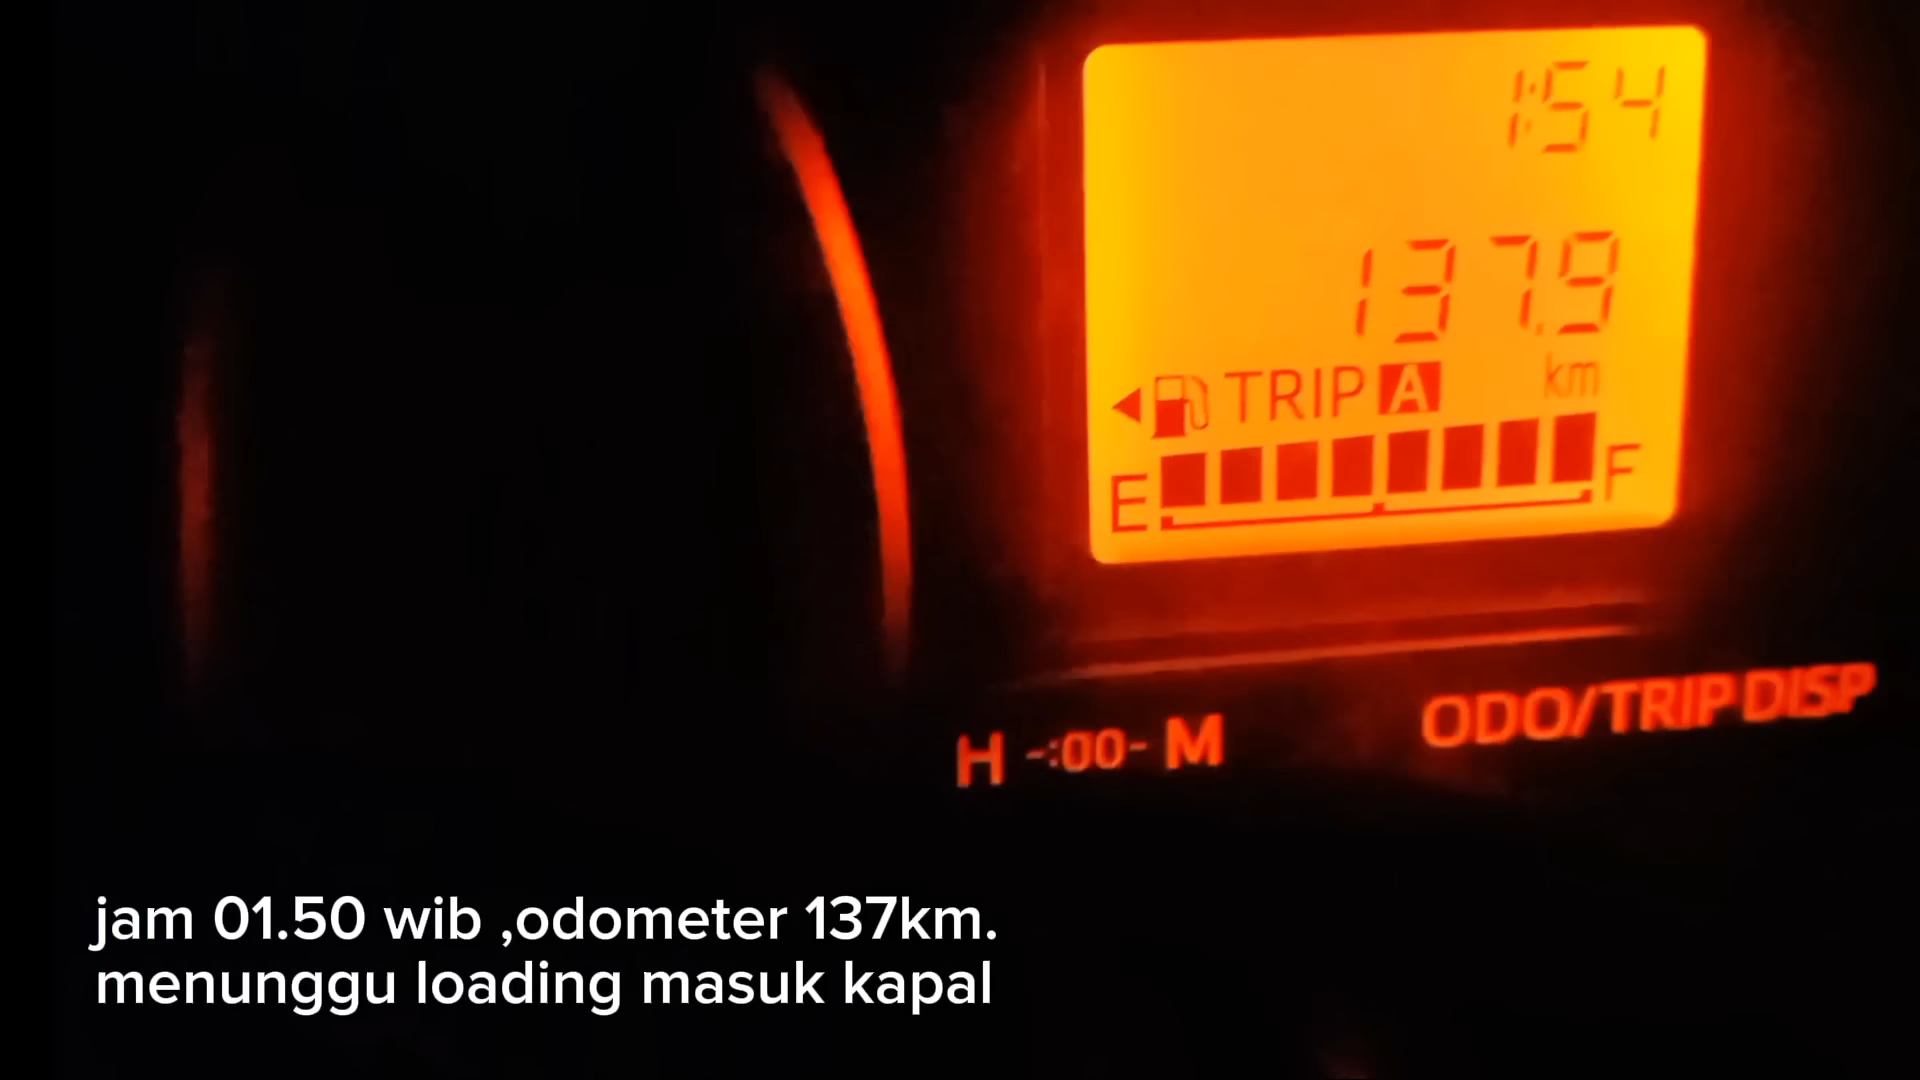 1:54
137.9
TRIP A km
E F
H -:00- M ODO/TRIP DISP
jam 01.50 wib ,odometer 137km.
menunggu loading masuk kapal